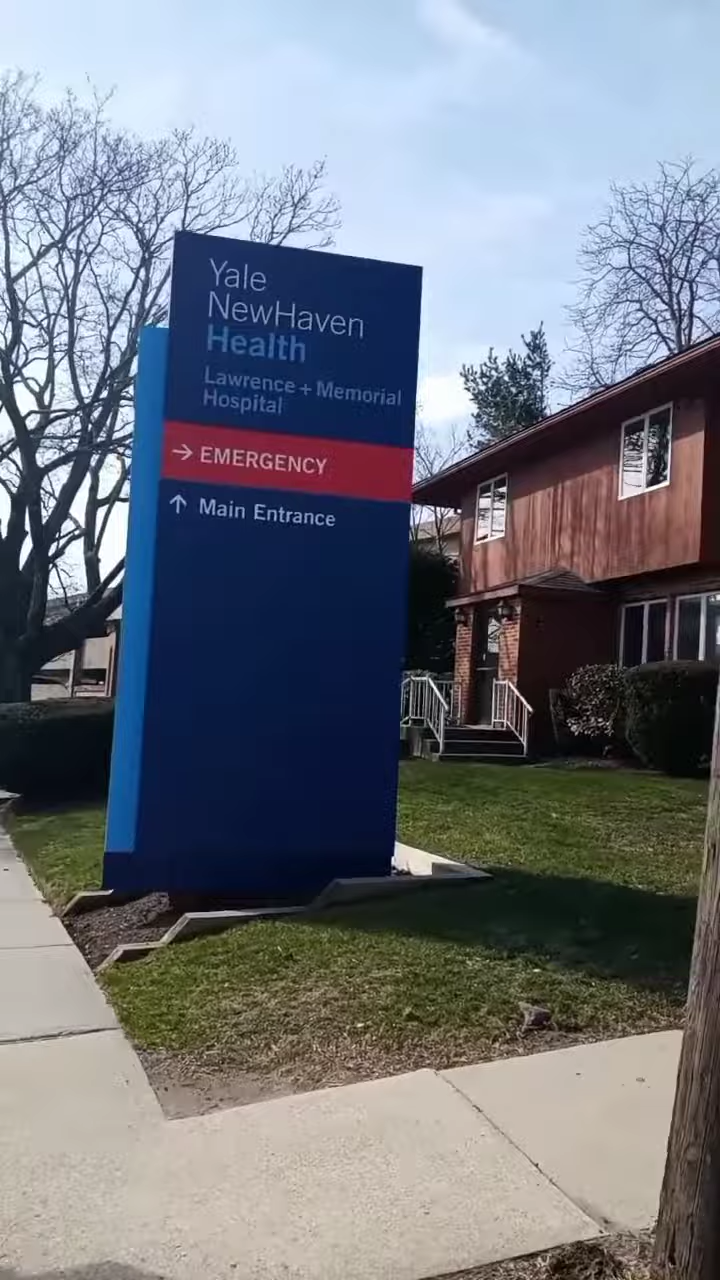 Yale
NewHaven
Health
Lawrence + Memorial
Hospital
→ EMERGENCY
↑ Main Entrance